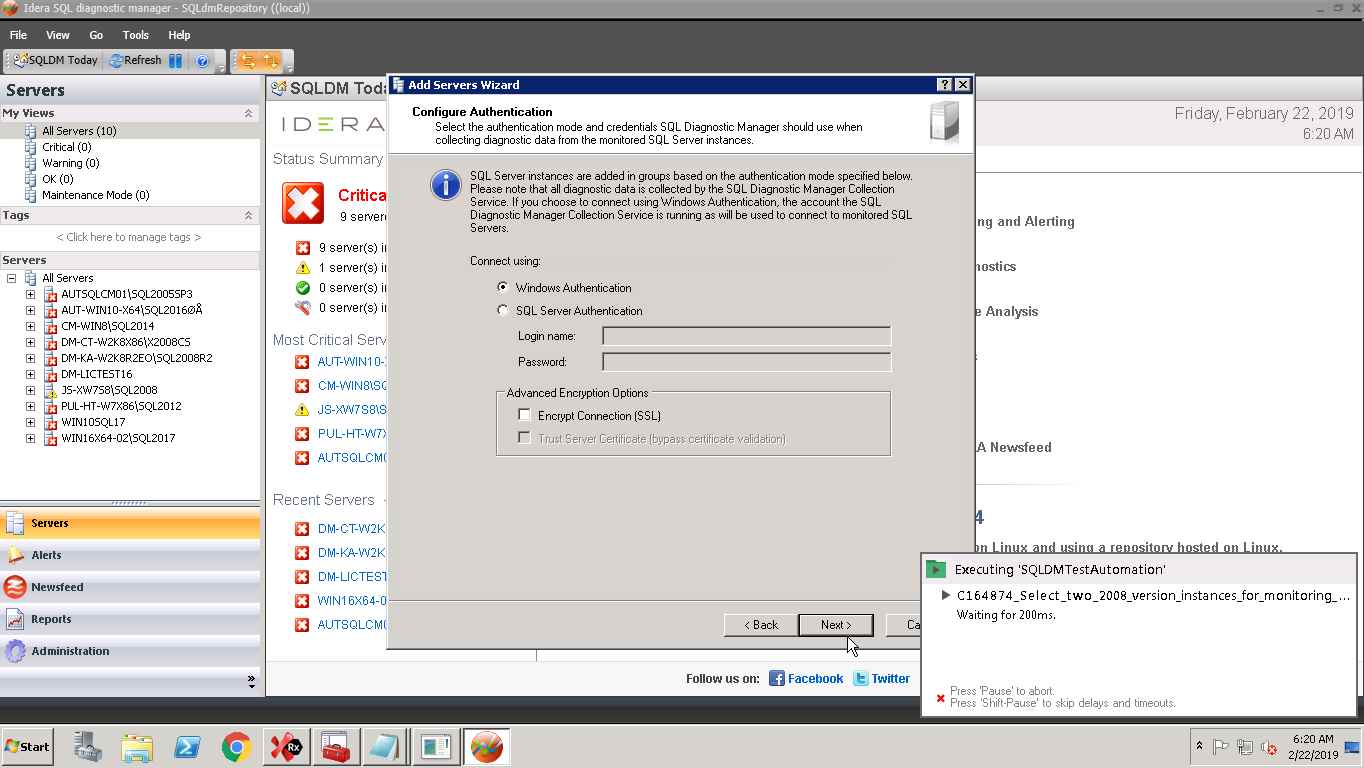 Idera SQL diagnostic manager - SQLdmRepository ((local))
File View Go Tools Help
SQLDM Today Refresh
Servers
My Views
All Servers (10)
Critical (0)
Warning (0)
OK (0)
Maintenance Mode (0)
Tags
< Click here to manage tags >
Servers
All Servers
AUTSQLCM01\SQL2005SP3
AUT-WIN10-X64\SQL2016ØÅ
CM-WIN8\SQL2014
DM-CT-W2K8X86\X2008CS
DM-KA-W2K8R2EO\SQL2008R2
DM-LICTEST16
JS-XW7S8\SQL2008
PUL-HT-W7X86\SQL2012
WIN10SQL17
WIN16X64-02\SQL2017
Servers
Alerts
Newsfeed
Reports
Administration
SQLDM Toda
IDERA
Status Summary
Critica
9 server
9 server(s) i
1 server(s) i
0 server(s) i
0 server(s) i
Most Critical Serv
AUT-WIN10-
CM-WIN8\SQ
JS-XW7S8\S
PUL-HT-W7X
AUTSQLCM0
Recent Servers -
DM-CT-W2K
DM-KA-W2K
DM-LICTEST
WIN16X64-0
AUTSQLCM0
Friday, February 22, 2019
6:20 AM
ng and Alerting
nostics
e Analysis
A Newsfeed
4
on Linux and using a repository hosted on Linux.
Follow us on: Facebook Twitter
Add Servers Wizard
Configure Authentication
Select the authentication mode and credentials SQL Diagnostic Manager should use when
collecting diagnostic data from the monitored SQL Server instances.
SQL Server instances are added in groups based on the authentication mode specified below.
Please note that all diagnostic data is collected by the SQL Diagnostic Manager Collection
Service. If you choose to connect using Windows Authentication, the account the SQL
Diagnostic Manager Collection Service is running as will be used to connect to monitored SQL
Servers.
Connect using:
Windows Authentication
SQL Server Authentication
Login name:
Password:
Advanced Encryption Options
Encrypt Connection (SSL)
Trust Server Certificate (bypass certificate validation)
< Back Next > Ca
Executing 'SQLDMTestAutomation'
C164874_Select_two_2008_version_instances_for_monitoring_...
Waiting for 200ms.
Press 'Pause' to abort.
Press 'Shift-Pause' to skip delays and timeouts.
Start
Rx
6:20 AM
2/22/2019